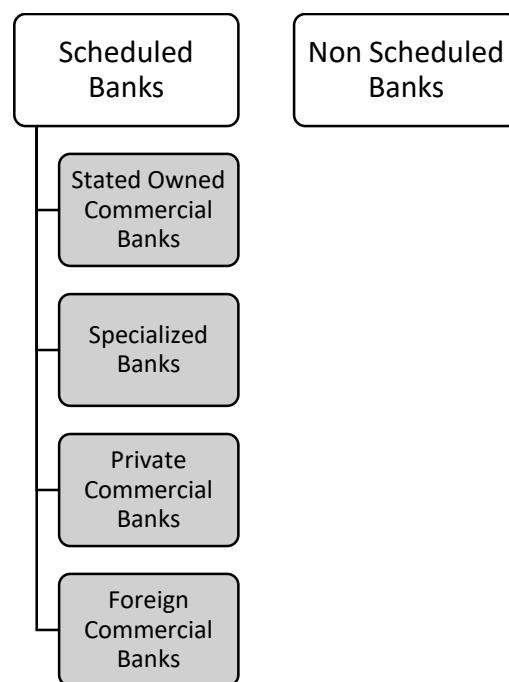 Scheduled
Banks
Non Scheduled
Banks
Stated Owned
Commercial
Banks
Specialized
Banks
Private
Commercial
Banks
Foreign
Commercial
Banks